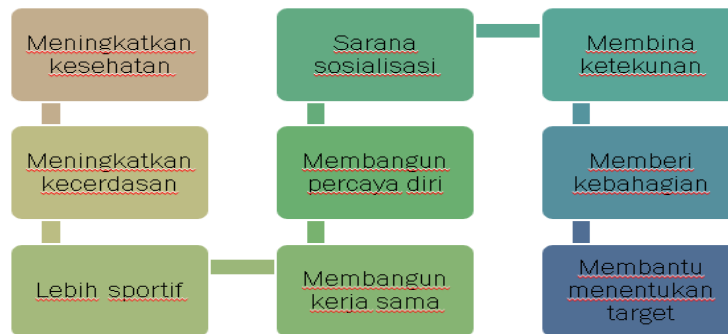 Meningkatkan
kesehatan
Meningkatkan
kecerdasan
Lebih sportif
Membangun
kerja sama
Membangun
percaya diri
Sarana
sosialisasi
Membina
ketekunan
Memberi
kebahagian
Membantu
menentukan
target